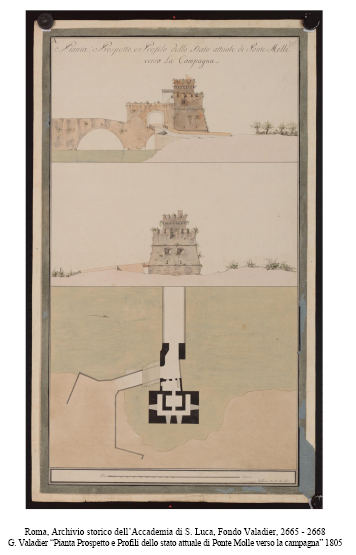 Pianta Prospetto e Profilo dello Stato attuale di Ponte Molle
verso La Campagna
Roma, Archivio storico dell'Accademia di S. Luca, Fondo Valadier, 2665 - 2668
G. Valadier “Pianta Prospetto e Profili dello stato attuale di Ponte Molle verso la campagna” 1805